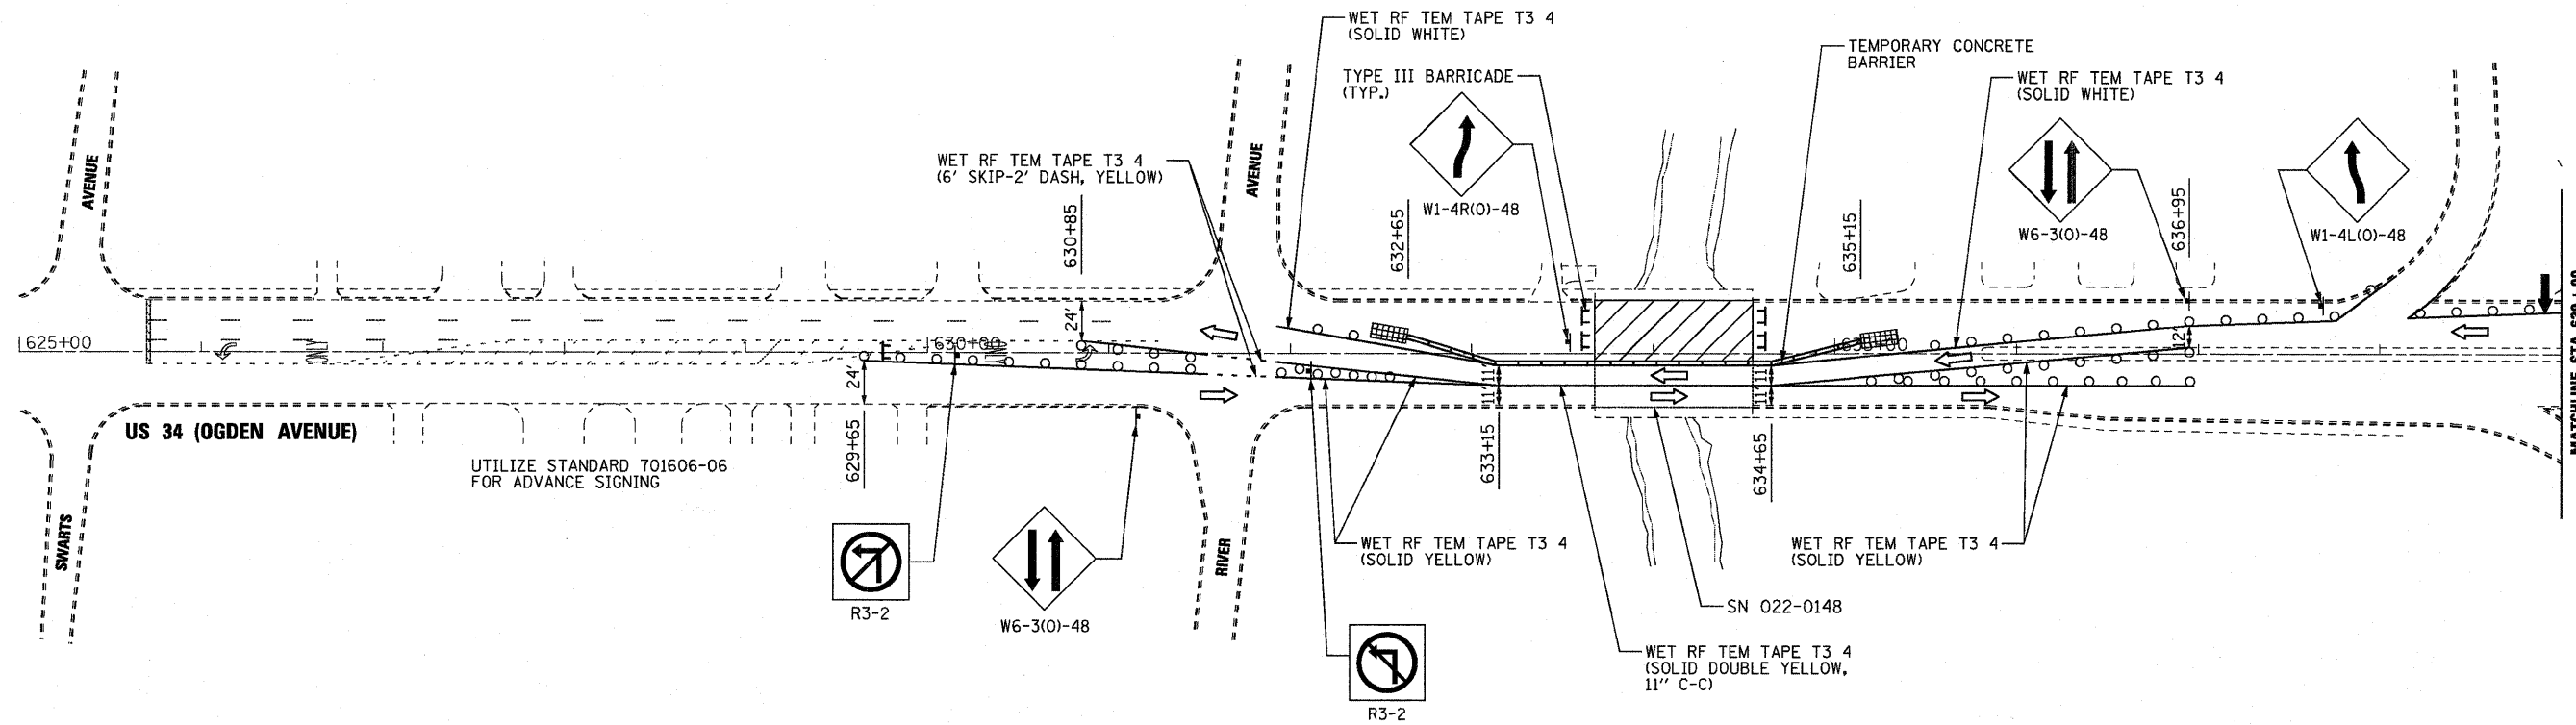 WET RF TEM TAPE T3 4
(SOLID WHITE)
TEMPORARY CONCRETE
BARRIER
TYPE III BARRICADE
(TYP.)
WET RF TEM TAPE T3 4
(SOLID WHITE)
WET RF TEM TAPE T3 4
(6' SKIP-2' DASH, YELLOW)
AVENUE
AVENUE
W1-4R(O)-48
W6-3(O)-48
W1-4L(O)-48
630+85
632+65
635+15
636+95
24'
12'
625+00
630+00
24'
11'
11'
11'
11'
US 34 (OGDEN AVENUE)
629+65
633+15
634+65
UTILIZE STANDARD 701606-06
FOR ADVANCE SIGNING
SWARTS
RIVER
R3-2
W6-3(O)-48
WET RF TEM TAPE T3 4
(SOLID YELLOW)
WET RF TEM TAPE T3 4
(SOLID YELLOW)
SN 022-0148
WET RF TEM TAPE T3 4
(SOLID DOUBLE YELLOW,
11" C-C)
R3-2